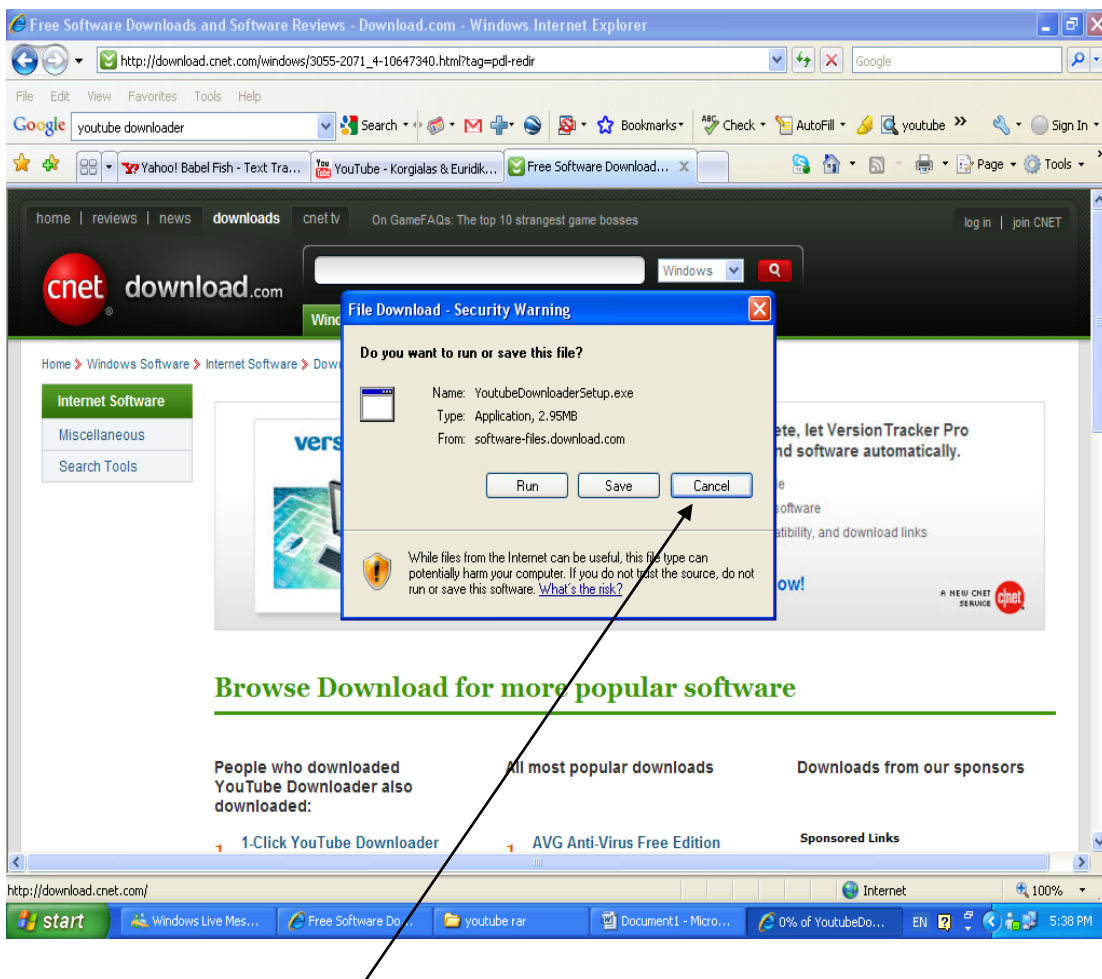 Free Software Downloads and Software Reviews - Download.com - Windows Internet Explorer
http://download.cnet.com/windows/3055-2071_4-10647340.html?tag=pdl-redir
Google
File Edit View Favorites Tools Help
Google youtube downloader Search Bookmarks Check AutoFill youtube Sign In
Yahoo! Babel Fish - Text Tra... YouTube - Korgialas & Euridik... Free Software Download... Page Tools
home | reviews | news downloads cnet tv On GameFAQs: The top 10 strangest game bosses log in | join CNET
cnet download.com Windows
File Download - Security Warning
Do you want to run or save this file?
Name: YoutubeDownloaderSetup.exe
Type: Application, 2.95MB
From: software-files.download.com
Run Save Cancel
While files from the Internet can be useful, this file type can
potentially harm your computer. If you do not trust the source, do not
run or save this software. What's the risk?
Home > Windows Software > Internet Software > Dow
Internet Software
Miscellaneous
Search Tools
vers
ete, let VersionTracker Pro
nd software automatically.
e
software
atibility, and download links
ow!
A NEW CNET
SERVICE
cnet
Browse Download for more popular software
People who downloaded
YouTube Downloader also
downloaded:
1 1-Click YouTube Downloader
All most popular downloads
1 AVG Anti-Virus Free Edition
Downloads from our sponsors
Sponsored Links
http://download.cnet.com/ Internet 100%
start Windows Live Mes... Free Software Do... youtube rar Document1 - Micro... 0% of YoutubeDo... EN 5:38 PM